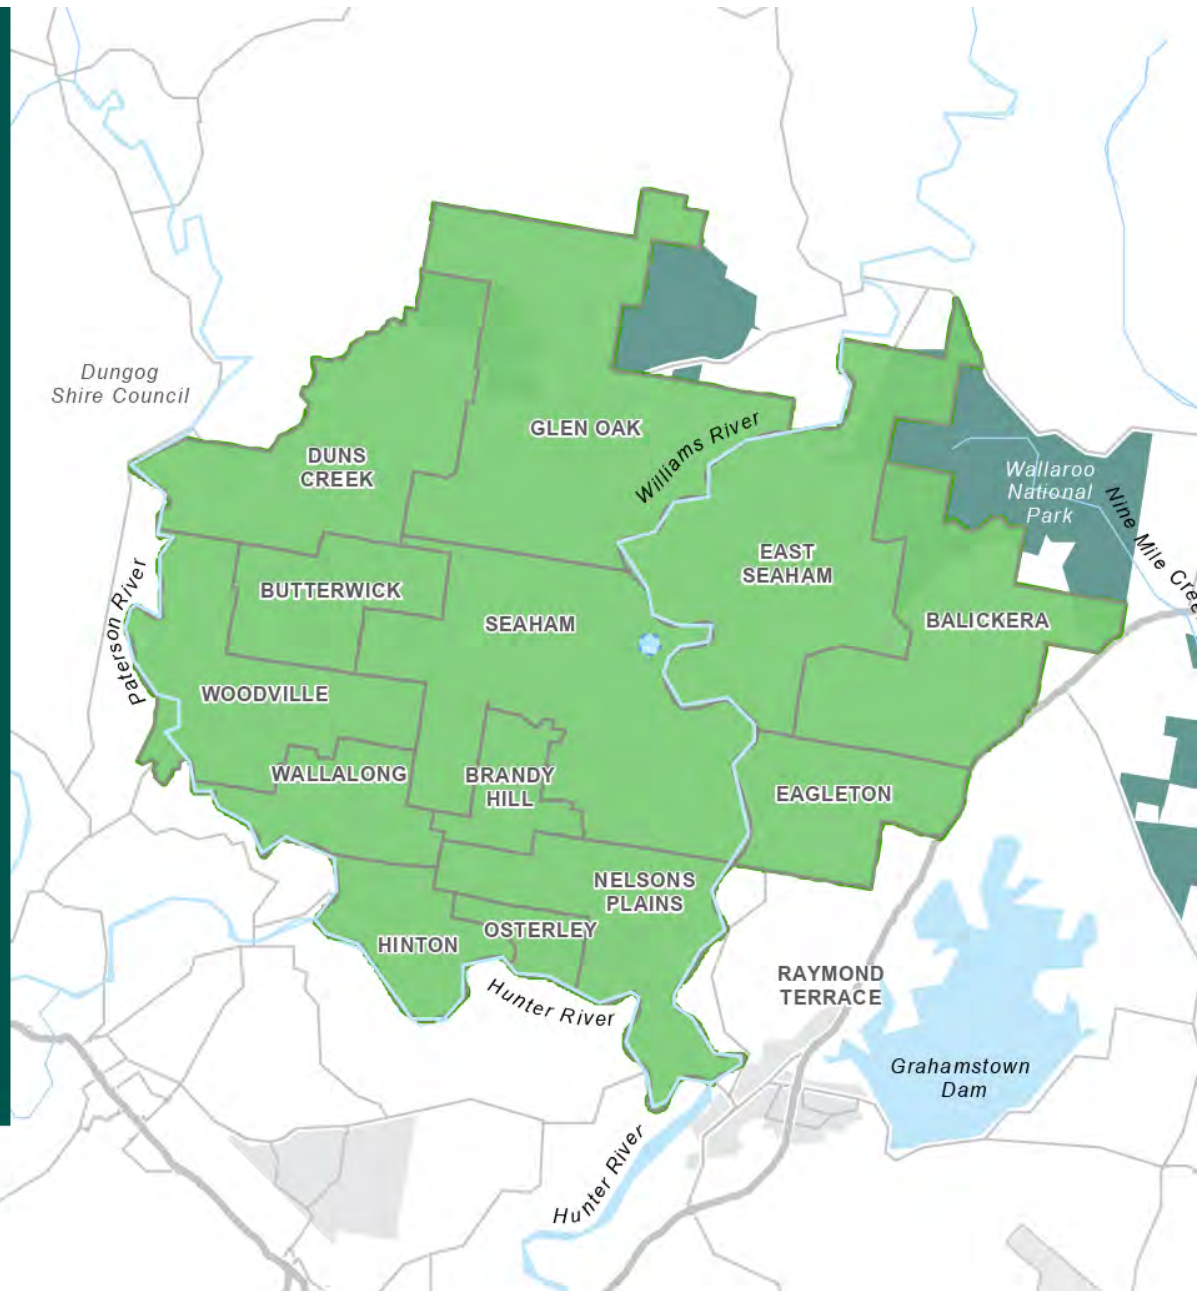 Dungog
Shire Council
GLEN OAK
Williams River
DUNS
CREEK
Wallaroo
National
Park
Nine Mile Cree
EAST
SEAHAM
BUTTERWICK
SEAHAM
BALICKERA
Paterson River
WOODVILLE
WALLALONG
BRANDY
HILL
EAGLETON
NELSONS
PLAINS
OSTERLEY
HINTON
RAYMOND
TERRACE
Hunter River
Grahamstown
Dam
Hunter River